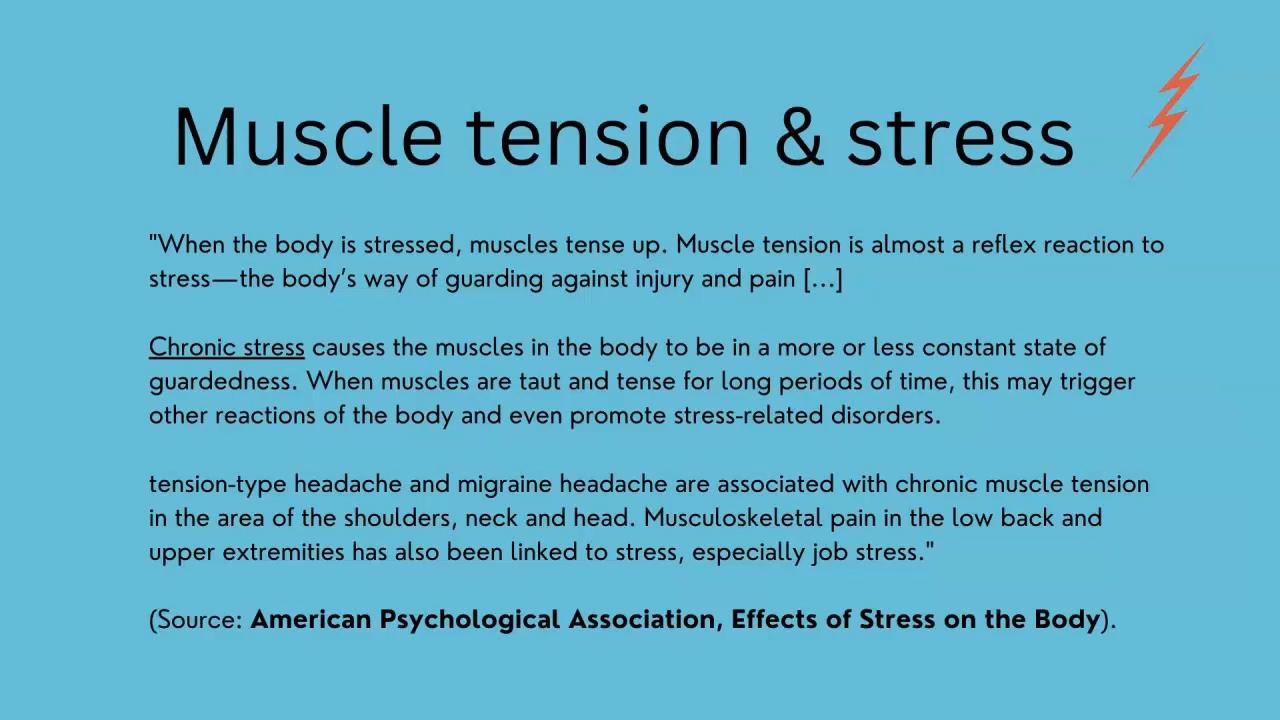 Muscle tension & stress
"When the body is stressed, muscles tense up. Muscle tension is almost a reflex reaction to
stress—the body’s way of guarding against injury and pain [...]
Chronic stress causes the muscles in the body to be in a more or less constant state of
guardedness. When muscles are taut and tense for long periods of time, this may trigger
other reactions of the body and even promote stress-related disorders.
tension-type headache and migraine headache are associated with chronic muscle tension
in the area of the shoulders, neck and head. Musculoskeletal pain in the low back and
upper extremities has also been linked to stress, especially job stress."
(Source: American Psychological Association, Effects of Stress on the Body).